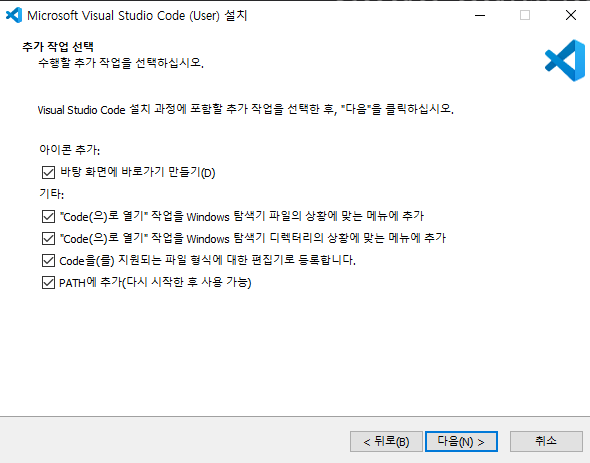 Microsoft Visual Studio Code (User) 설치
추가 작업 선택
수행할 추가 작업을 선택하십시오.
Visual Studio Code 설치 과정에 포함할 추가 작업을 선택한 후, "다음"을 클릭하십시오.
아이콘 추가:
바탕 화면에 바로가기 만들기(D)
기타:
"Code(으)로 열기" 작업을 Windows 탐색기 파일의 상황에 맞는 메뉴에 추가
"Code(으)로 열기" 작업을 Windows 탐색기 디렉터리의 상황에 맞는 메뉴에 추가
Code을(를) 지원되는 파일 형식에 대한 편집기로 등록합니다.
PATH에 추가(다시 시작한 후 사용 가능)
< 뒤로(B) 다음(N) > 취소